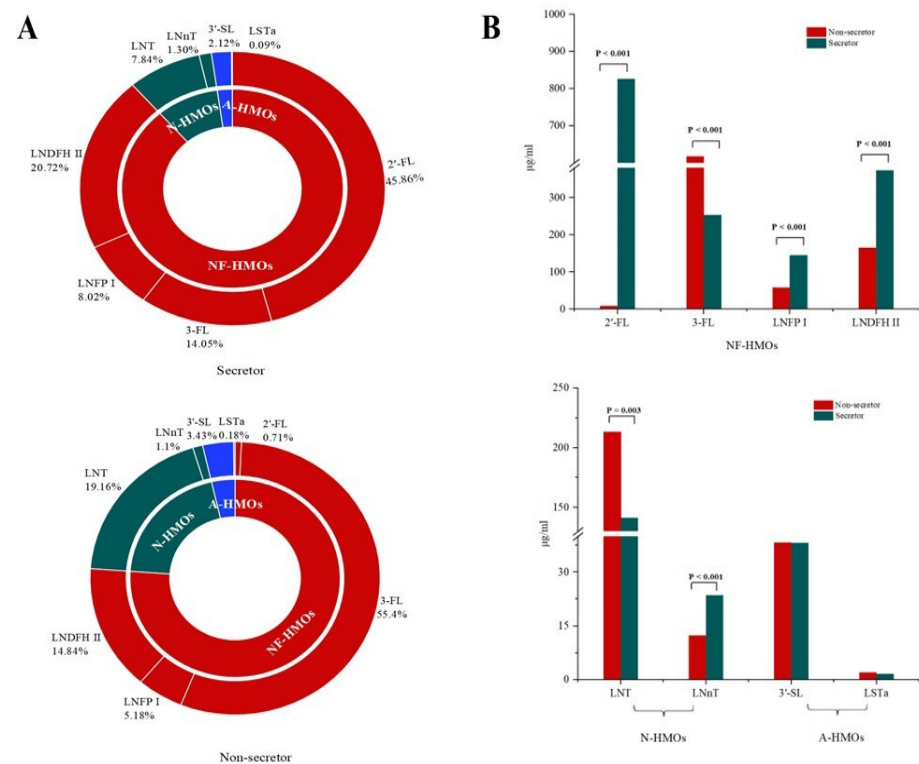 A
LNT
7.84%
LNnT
1.30%
3'-SL
2.12%
LSTa
0.09%
N-HMOs
A-HMOs
LNDFH II
20.72%
2'-FL
45.86%
NF-HMOs
LNFP I
8.02%
3-FL
14.05%
Secretor
LNT
19.16%
LNnT
1.1%
3'-SL
3.43%
LSTa
0.18%
2'-FL
0.71%
A-HMOs
N-HMOs
3-FL
55.4%
NF-HMOs
LNDFH II
14.84%
LNFP I
5.18%
Non-secretor
B
1000
900
800
700
300
200
100
0
µg/ml
Non-secretor
Secretor
P < 0.001
P < 0.001
P < 0.001
P < 0.001
2'-FL
3-FL
LNFP I
LNDFH II
NF-HMOs
250
200
150
30
15
0
µg/ml
Non-secretor
Secretor
P = 0.003
P < 0.001
LNT
LNnT
3'-SL
LSTa
N-HMOs
A-HMOs